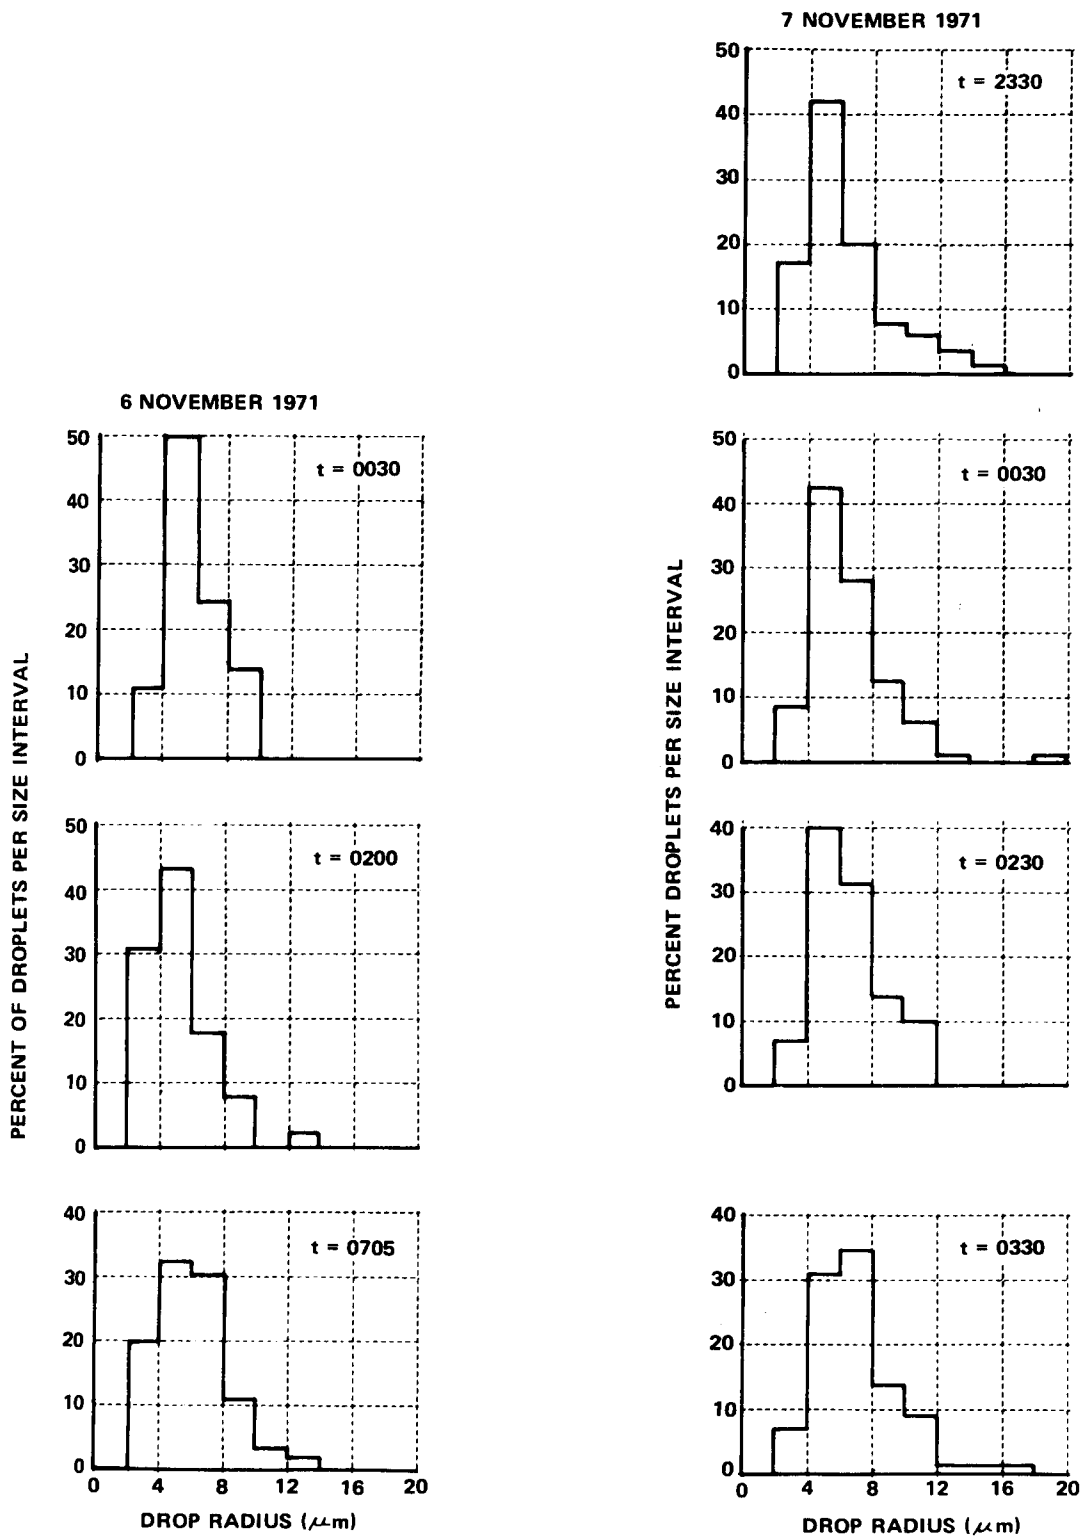 7 NOVEMBER 1971
50
t = 2330
40
30
20
10
0
6 NOVEMBER 1971
50
t = 0030
40
30
20
10
0
50
t = 0030
40
30
20
10
0
PERCENT OF DROPLETS PER SIZE INTERVAL
PERCENT DROPLETS PER SIZE INTERVAL
50
t = 0200
40
30
20
10
0
40
t = 0230
30
20
10
0
40
t = 0705
30
20
10
0
0 4 8 12 16 20
DROP RADIUS (μm)
40
t = 0330
30
20
10
0
0 4 8 12 16 20
DROP RADIUS (μm)